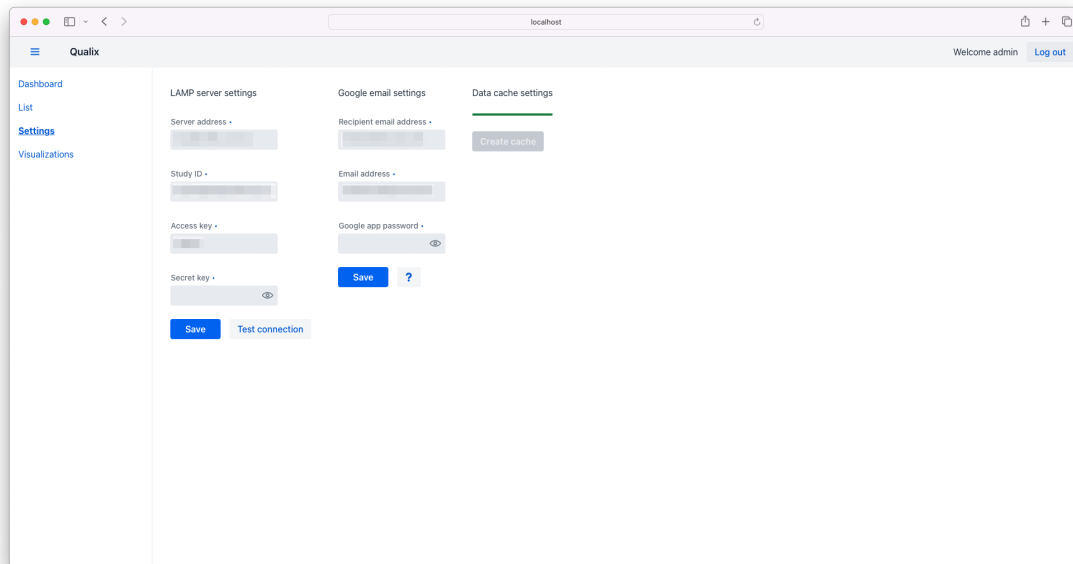 localhost
Qualix
Welcome admin
Log out
Dashboard
List
Settings
Visualizations
LAMP server settings
Server address •
Study ID •
Access key •
Secret key •
Save
Test connection
Google email settings
Recipient email address •
Email address •
Google app password •
Save
?
Data cache settings
Create cache